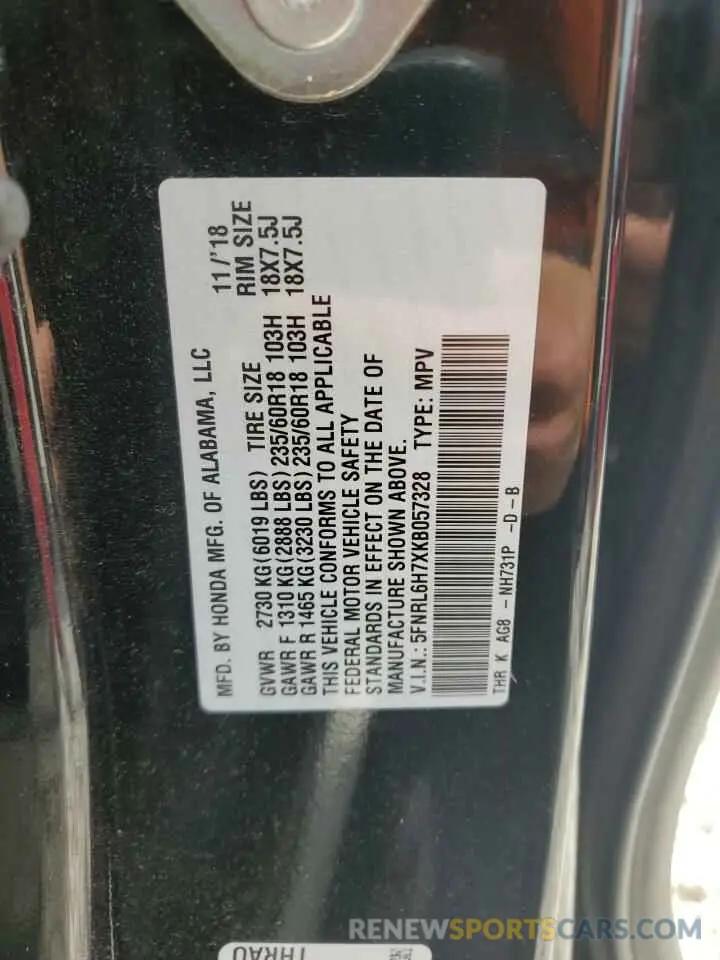 MFD. BY HONDA MFG. OF ALABAMA, LLC 11/'18
GVWR 2730 KG (6019 LBS) TIRE SIZE RIM SIZE
GAWR F 1310 KG (2888 LBS) 235/60R18 103H 18X7.5J
GAWR R 1465 KG (3230 LBS) 235/60R18 103H 18X7.5J
THIS VEHICLE CONFORMS TO ALL APPLICABLE
FEDERAL MOTOR VEHICLE SAFETY
STANDARDS IN EFFECT ON THE DATE OF
MANUFACTURE SHOWN ABOVE.
V.I.N.: 5FNRL6H7XKB057328 TYPE: MPV
THR K AG8 - NH731P -D-B
THRAU
RENEWSPORTSCARS.COM